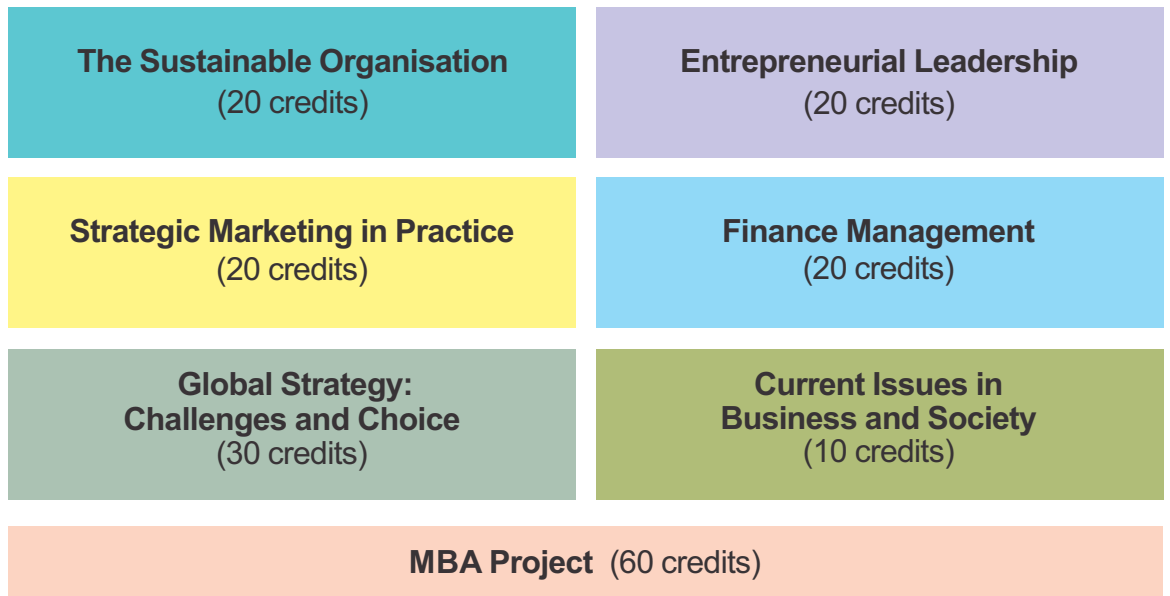 The Sustainable Organisation
(20 credits)
Entrepreneurial Leadership
(20 credits)
Strategic Marketing in Practice
(20 credits)
Finance Management
(20 credits)
Global Strategy:
Challenges and Choice
(30 credits)
Current Issues in
Business and Society
(10 credits)
MBA Project (60 credits)